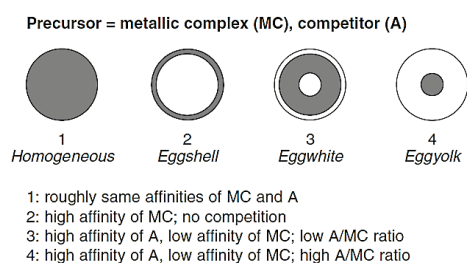 Precursor = metallic complex (MC), competitor (A)
1 2 3 4
Homogeneous Eggshell Eggwhite Eggyolk
1: roughly same affinities of MC and A
2: high affinity of MC; no competition
3: high affinity of A, low affinity of MC; low A/MC ratio
4: high affinity of A, low affinity of MC; high A/MC ratio